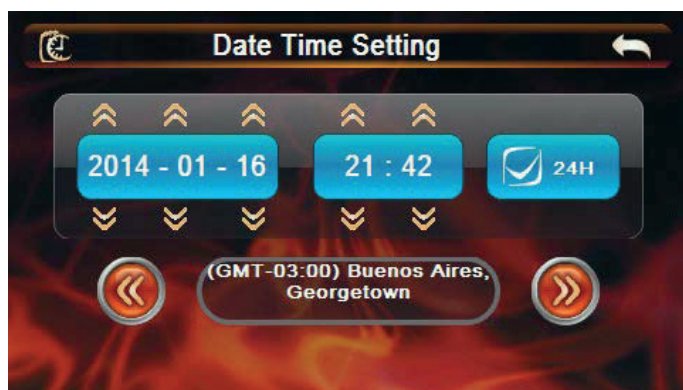 Date Time Setting
2014 - 01 - 16
21 : 42
24H
(GMT-03:00) Buenos Aires,
Georgetown